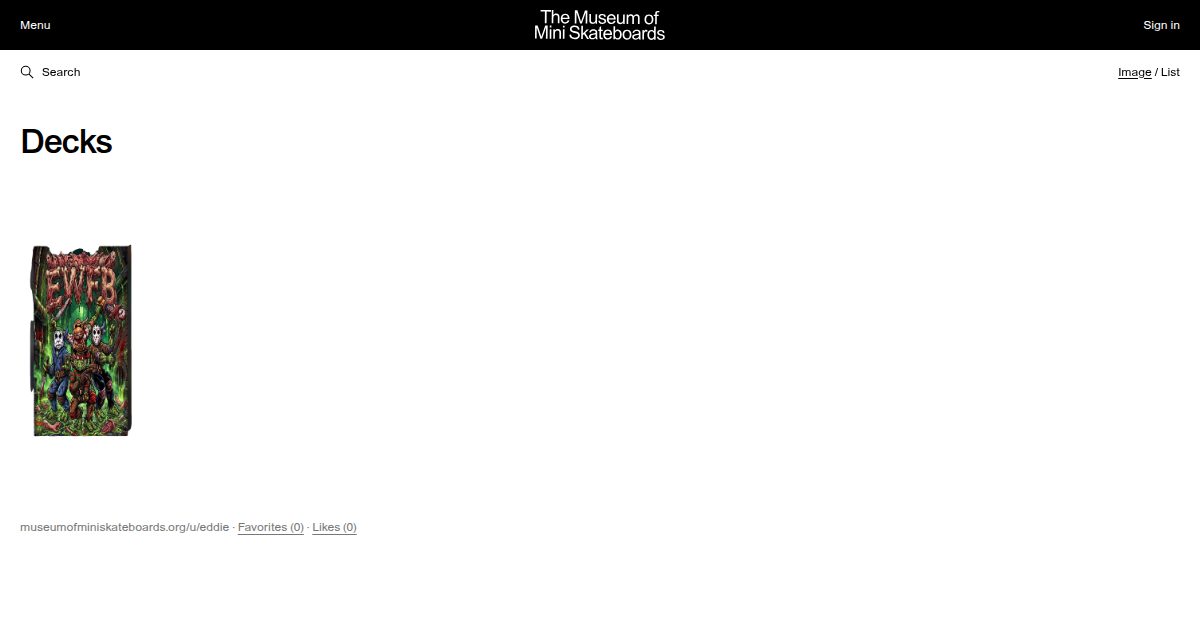 Menu
The Museum of
Mini Skateboards
Sign in
Search
Image / List
Decks
EWFB
museumofminiskateboards.org/u/eddie · Favorites (0) · Likes (0)